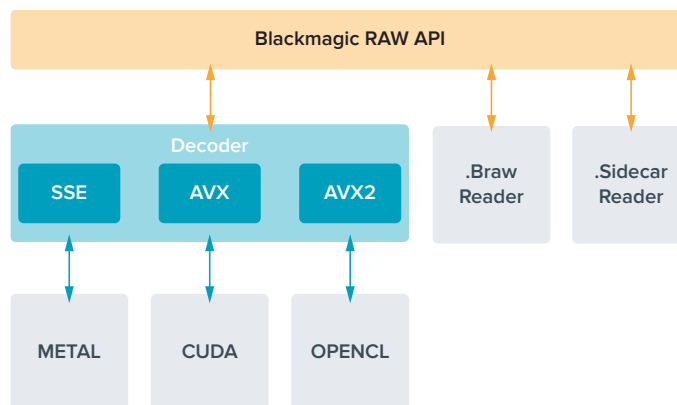 Blackmagic RAW API
Decoder
SSE
AVX
AVX2
.Braw
Reader
.Sidecar
Reader
METAL
CUDA
OPENCL